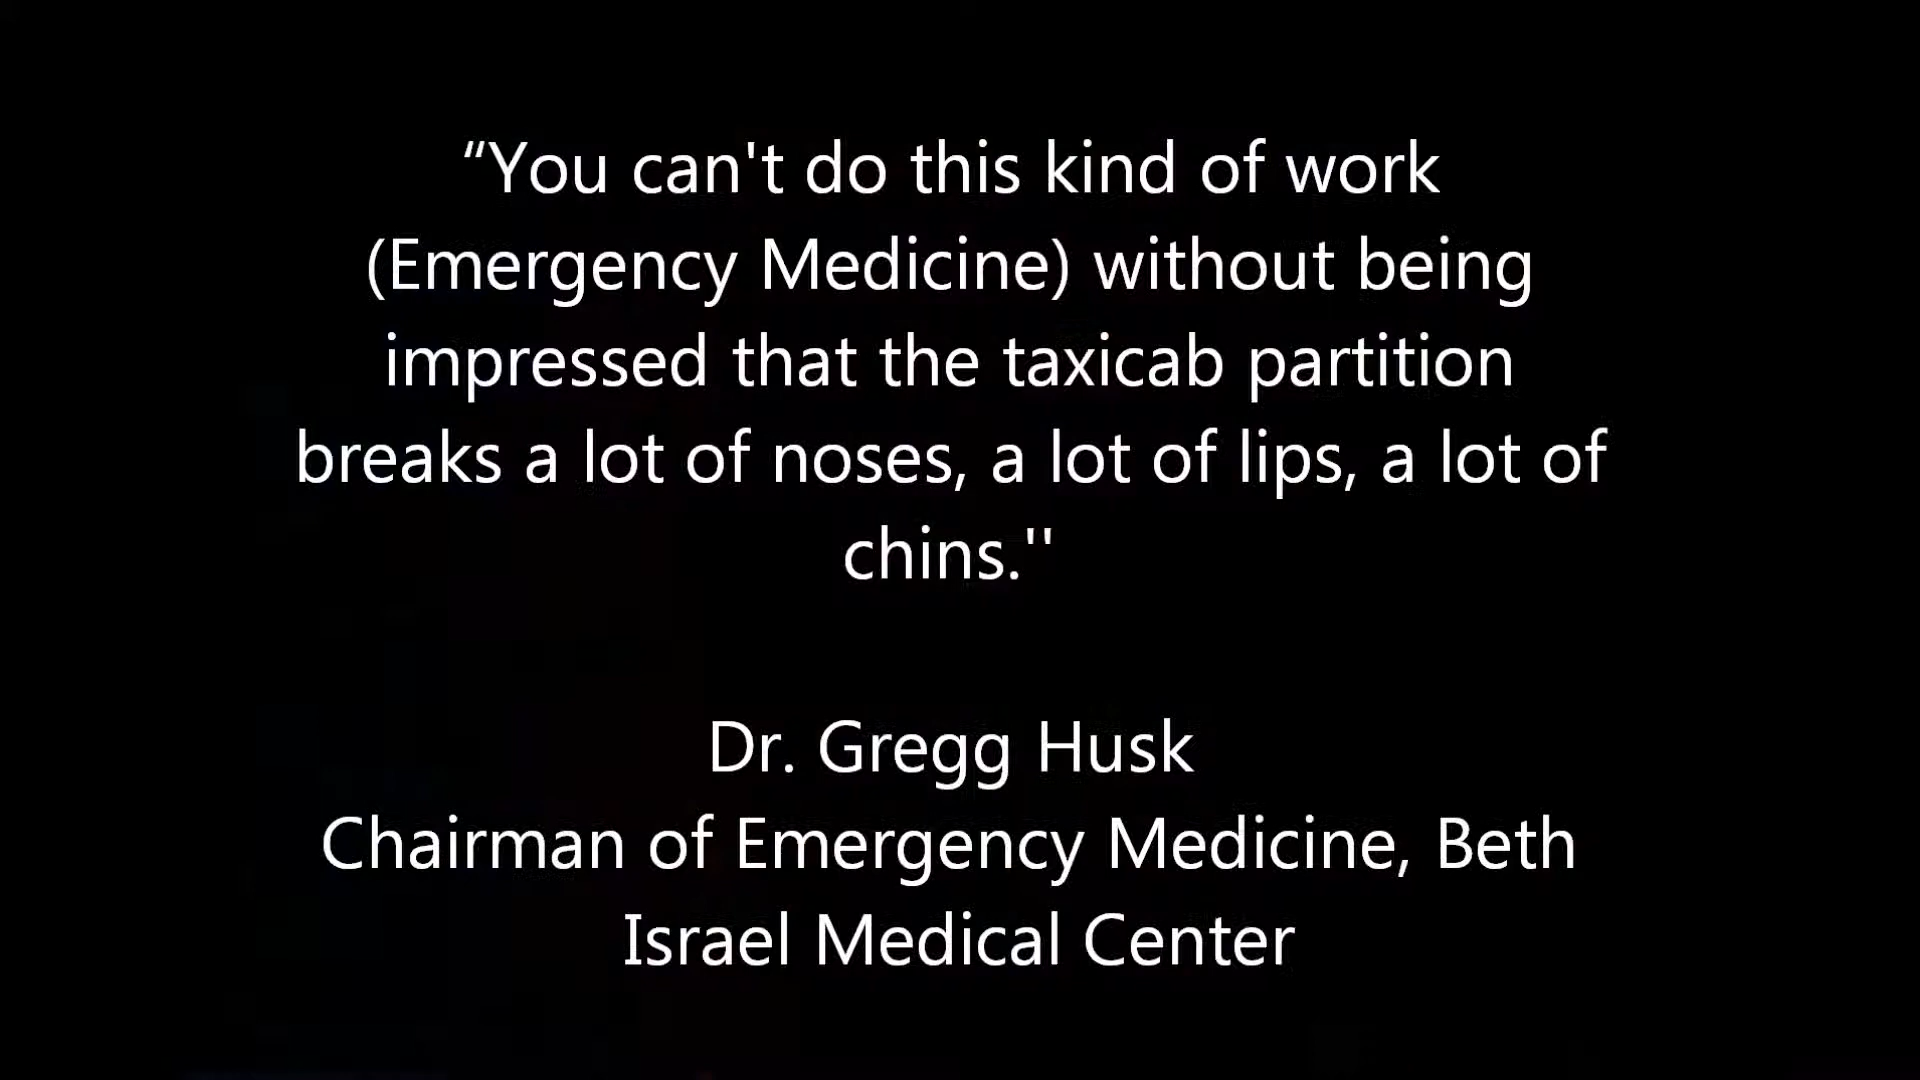 “You can't do this kind of work
(Emergency Medicine) without being
impressed that the taxicab partition
breaks a lot of noses, a lot of lips, a lot of
chins.''
Dr. Gregg Husk
Chairman of Emergency Medicine, Beth
Israel Medical Center